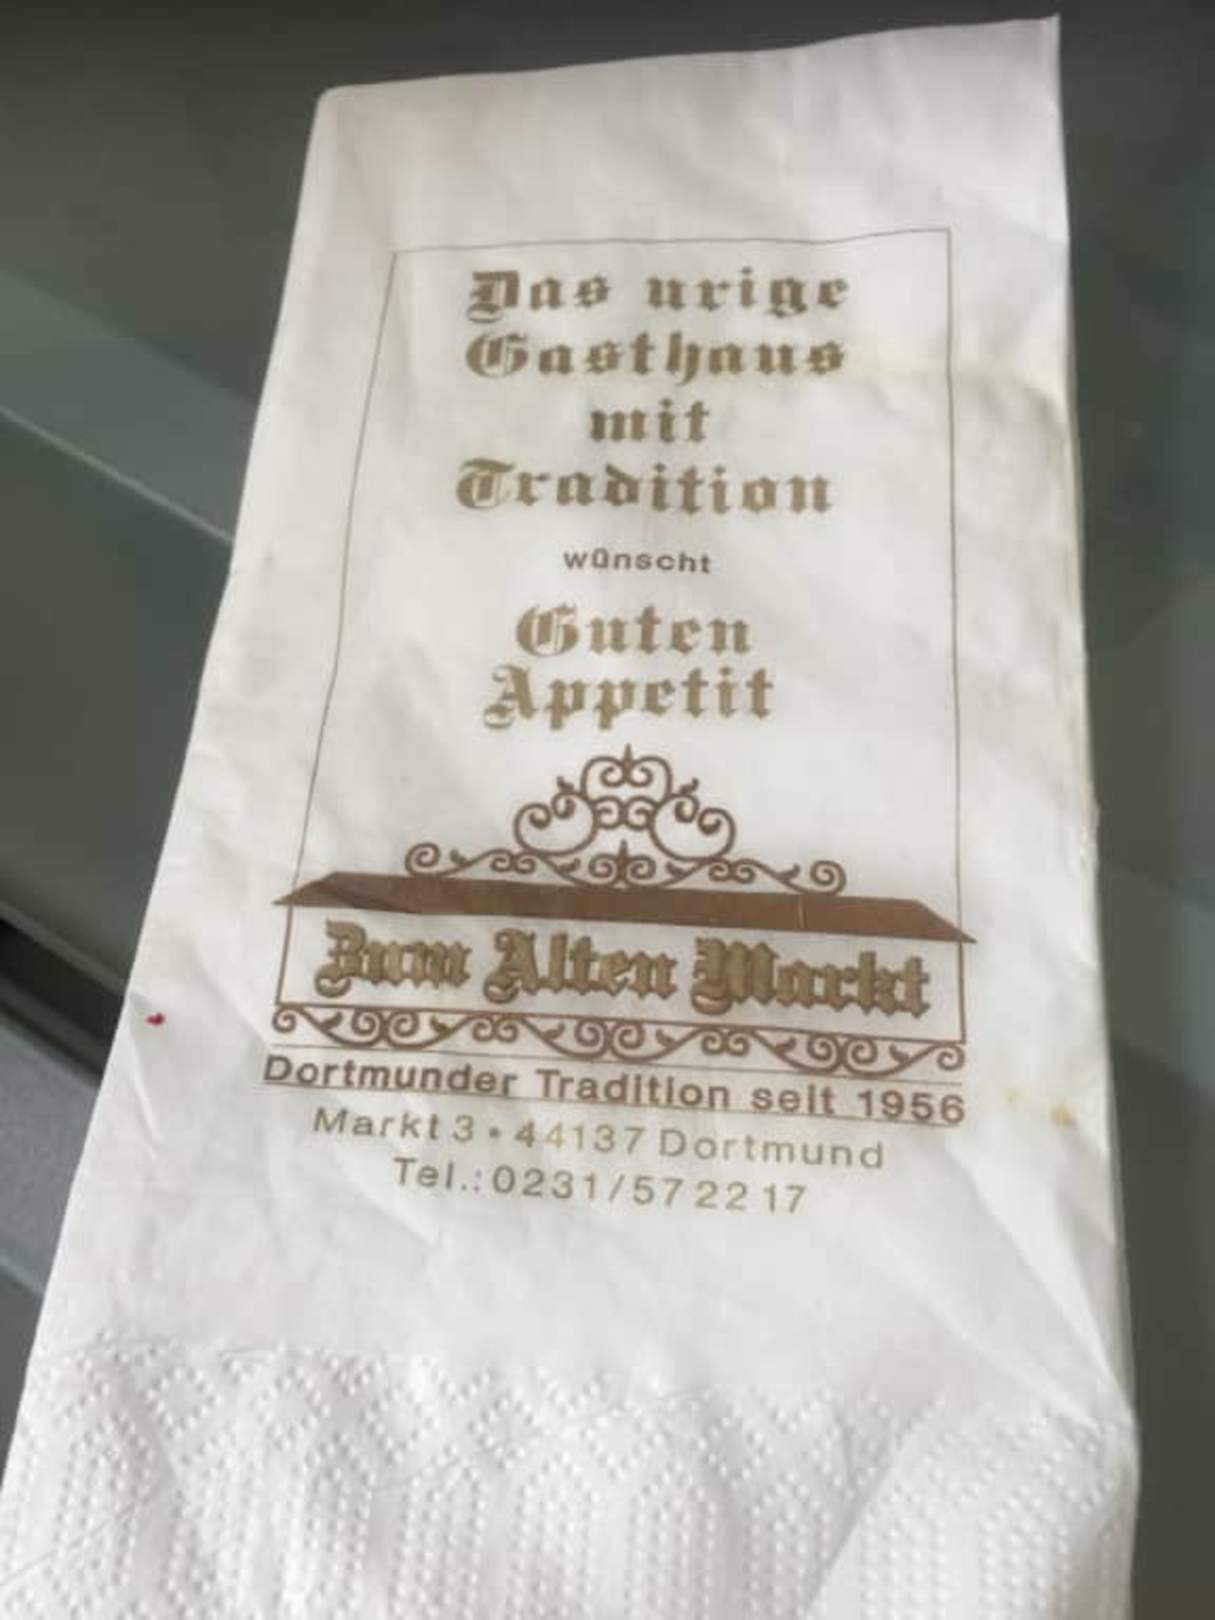 Das urige
Gasthaus
mit
Tradition
wünscht
Guten
Appetit
Zum Alten Markt
Dortmunder Tradition seit 1956
Markt 3 • 44137 Dortmund
Tel.: 0231/57 22 17